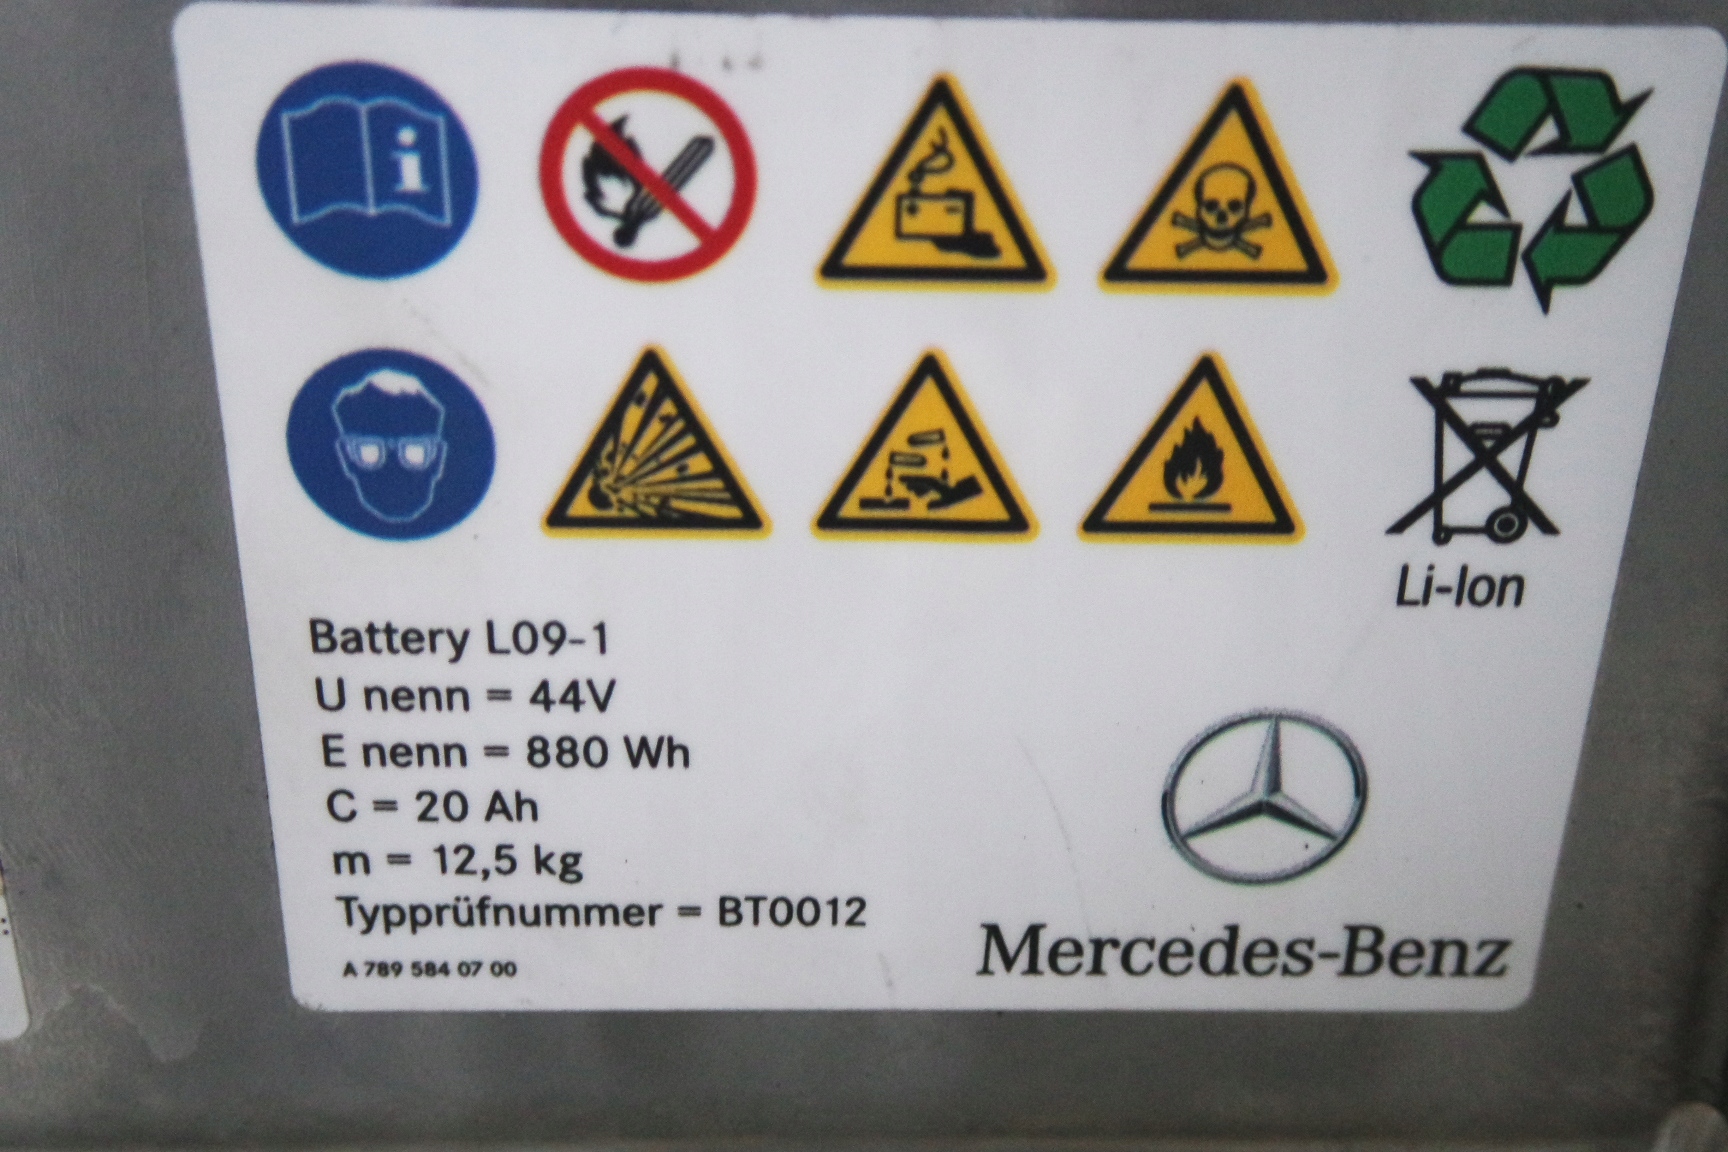 i
Li-Ion
Battery L09-1
U nenn = 44V
E nenn = 880 Wh
C = 20 Ah
m = 12,5 kg
Typprüfnummer = BT0012
A 789 584 07 00
Mercedes-Benz